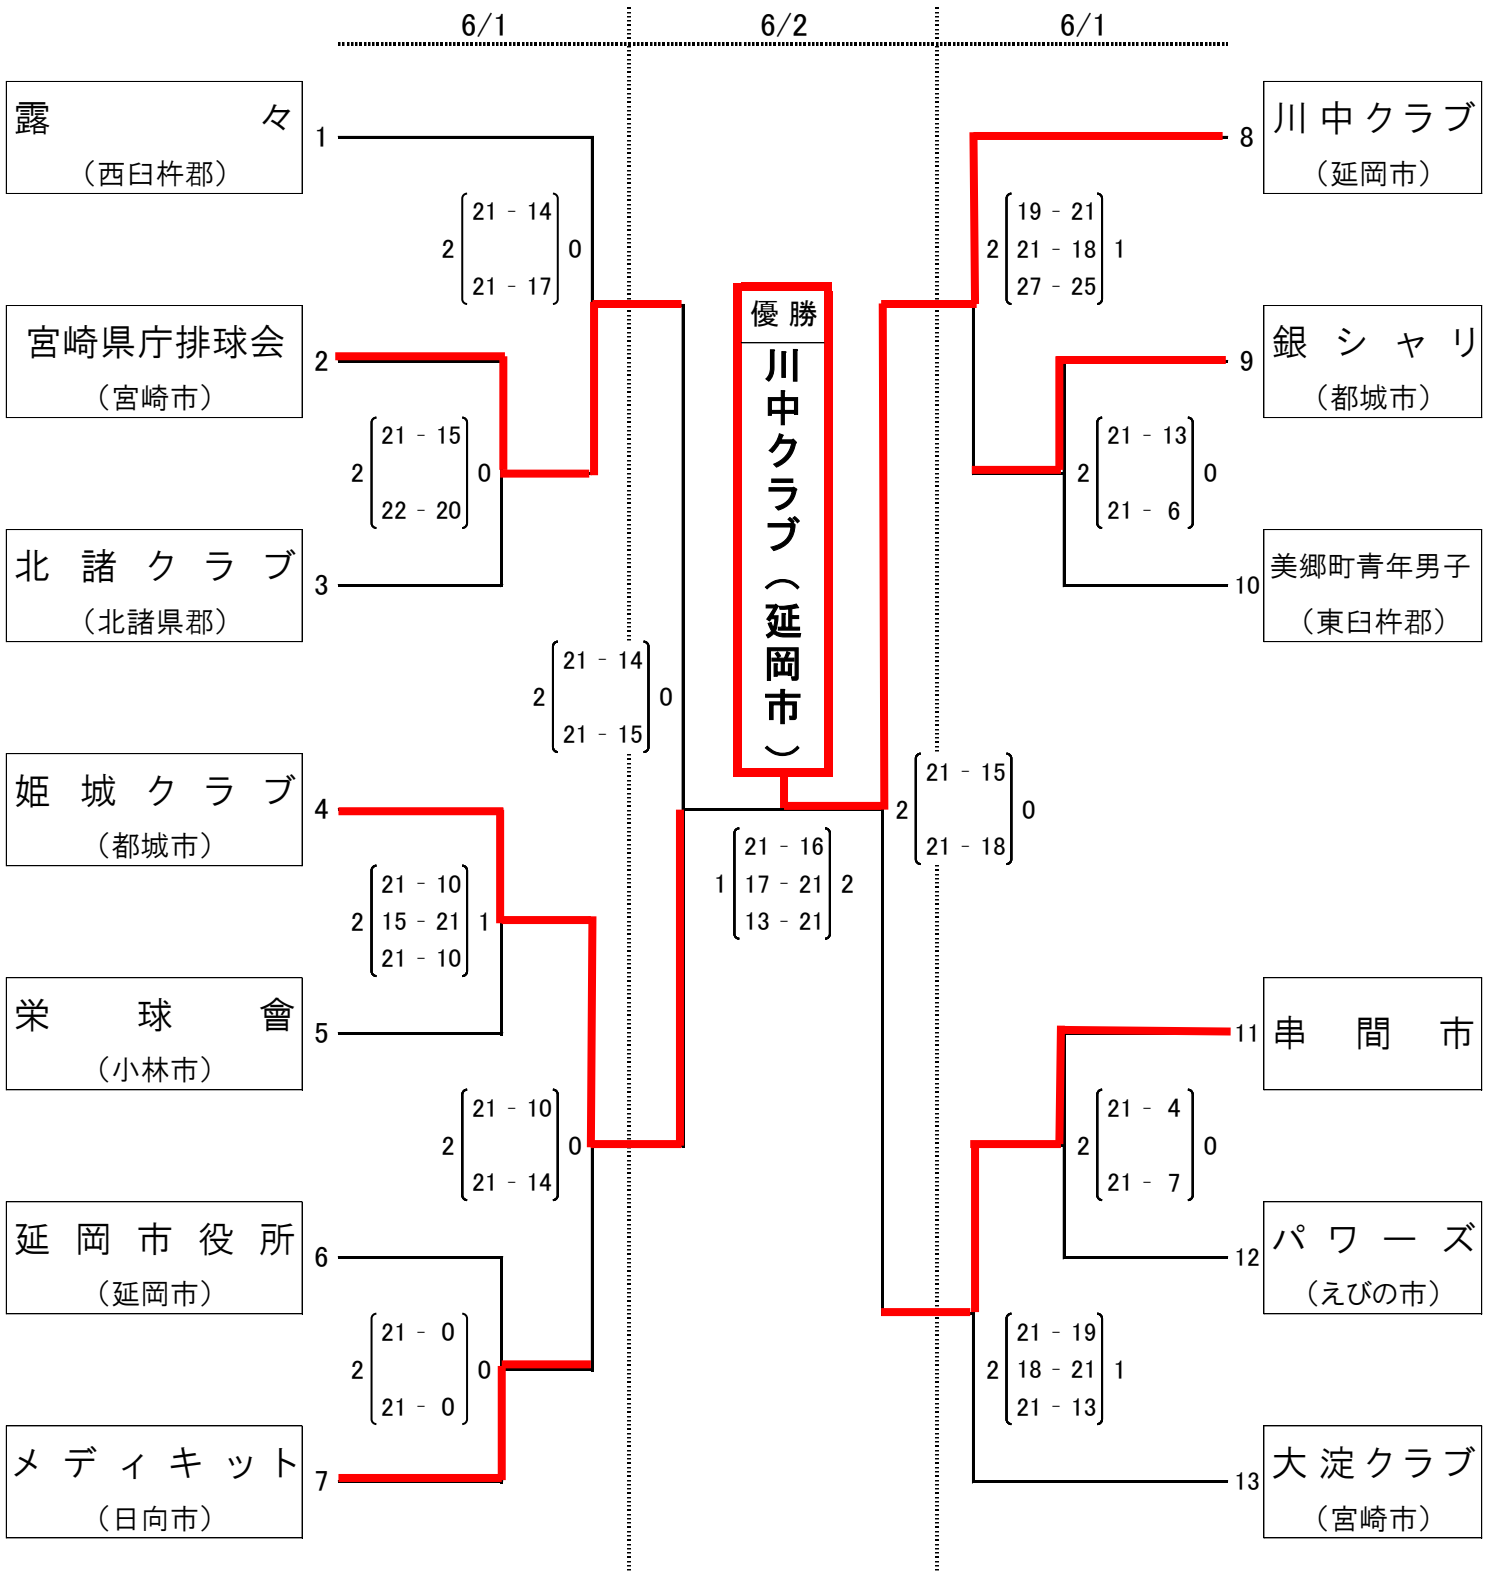 6/1
6/2
6/1
露々
（西臼杵郡）
1
宮崎県庁排球会
（宮崎市）
2
北諸クラブ
（北諸県郡）
3
姫城クラブ
（都城市）
4
栄球會
（小林市）
5
延岡市役所
（延岡市）
6
メディキット
（日向市）
7
2 21 - 14 0
21 - 17
2 21 - 15 0
22 - 20
2 21 - 14 0
21 - 15
21 - 10
2 15 - 21 1
21 - 10
2 21 - 10 0
21 - 14
2 21 - 0 0
21 - 0
優勝
川中クラブ（延岡市）
21 - 16
1 17 - 21 2
13 - 21
19 - 21
2 21 - 18 1
27 - 25
2 21 - 13 0
21 - 6
2 21 - 15 0
21 - 18
2 21 - 4 0
21 - 7
21 - 19
2 18 - 21 1
21 - 13
8
川中クラブ
（延岡市）
9
銀シャリ
（都城市）
10
美郷町青年男子
（東臼杵郡）
11
串間市
12
パワーズ
（えびの市）
13
大淀クラブ
（宮崎市）